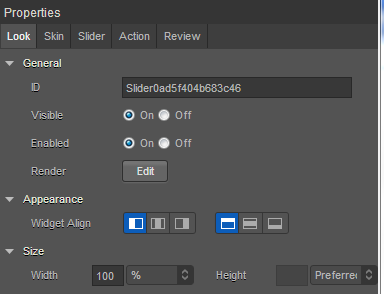 Properties
Look Skin Slider Action Review
General
ID Slider0ad5f404b683c46
Visible On Off
Enabled On Off
Render Edit
Appearance
Widget Align
Size
Width 100 % Height Preferred